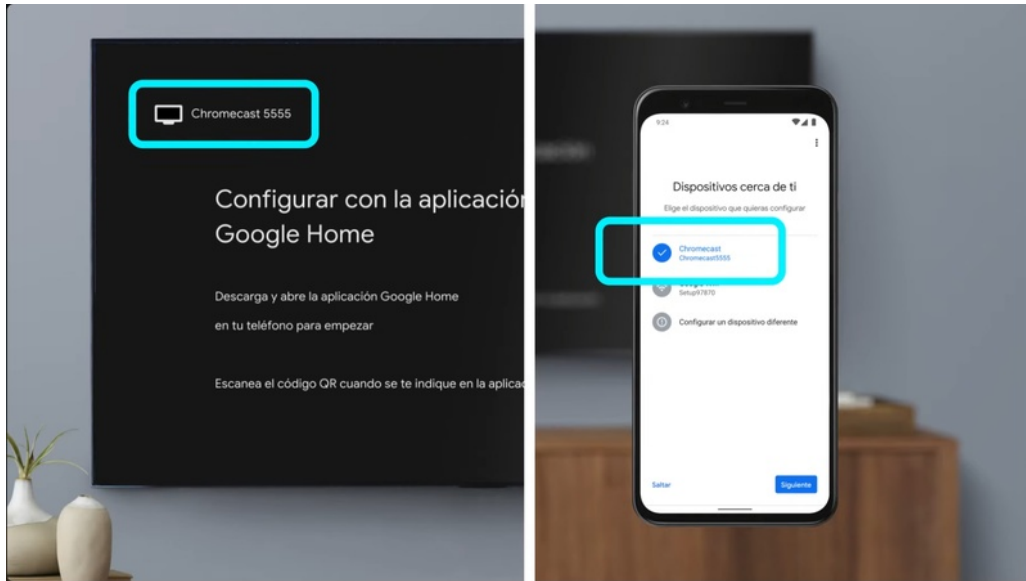 Chromecast 5555
Configurar con la aplicación
Google Home
Descarga y abre la aplicación Google Home
en tu teléfono para empezar
Escanea el código QR cuando se te indique en la aplicac
9:24
Dispositivos cerca de ti
Elige el dispositivo que quieras configurar
Chromecast
Chromecast5555
Setup97870
Configurar un dispositivo diferente
Saltar
Siguiente